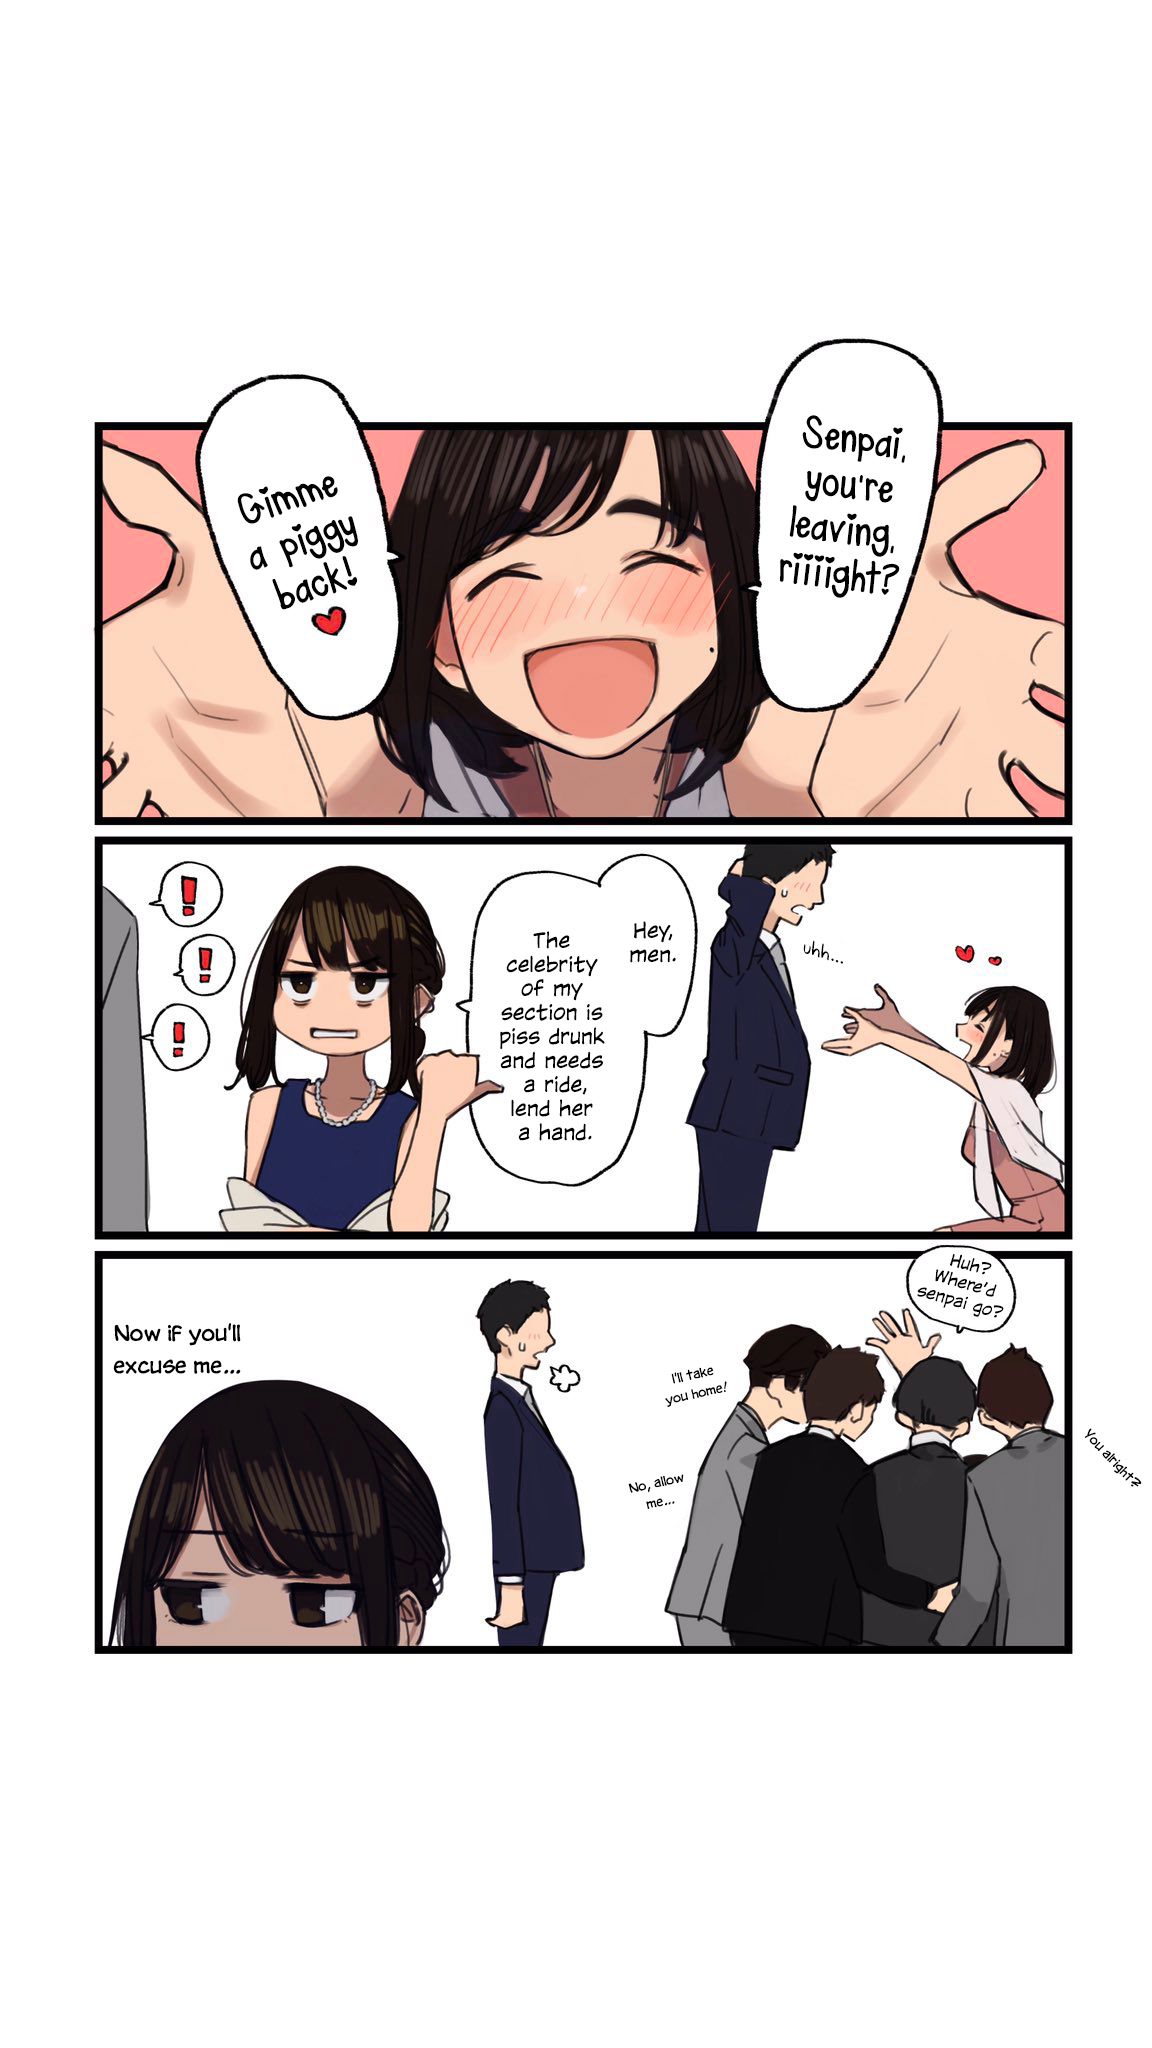 Senpai,
you're
leaving,
riiiight?
Gimme
a piggy
back!
Hey,
men.
The
celebrity
of my
section is
piss drunk
and needs
a ride,
lend her
a hand.
uhh...
!
!
!
Huh?
Where'd
senpai go?
I'll take
you home!
No, allow
me...
You alright?
Now if you'll
excuse me...